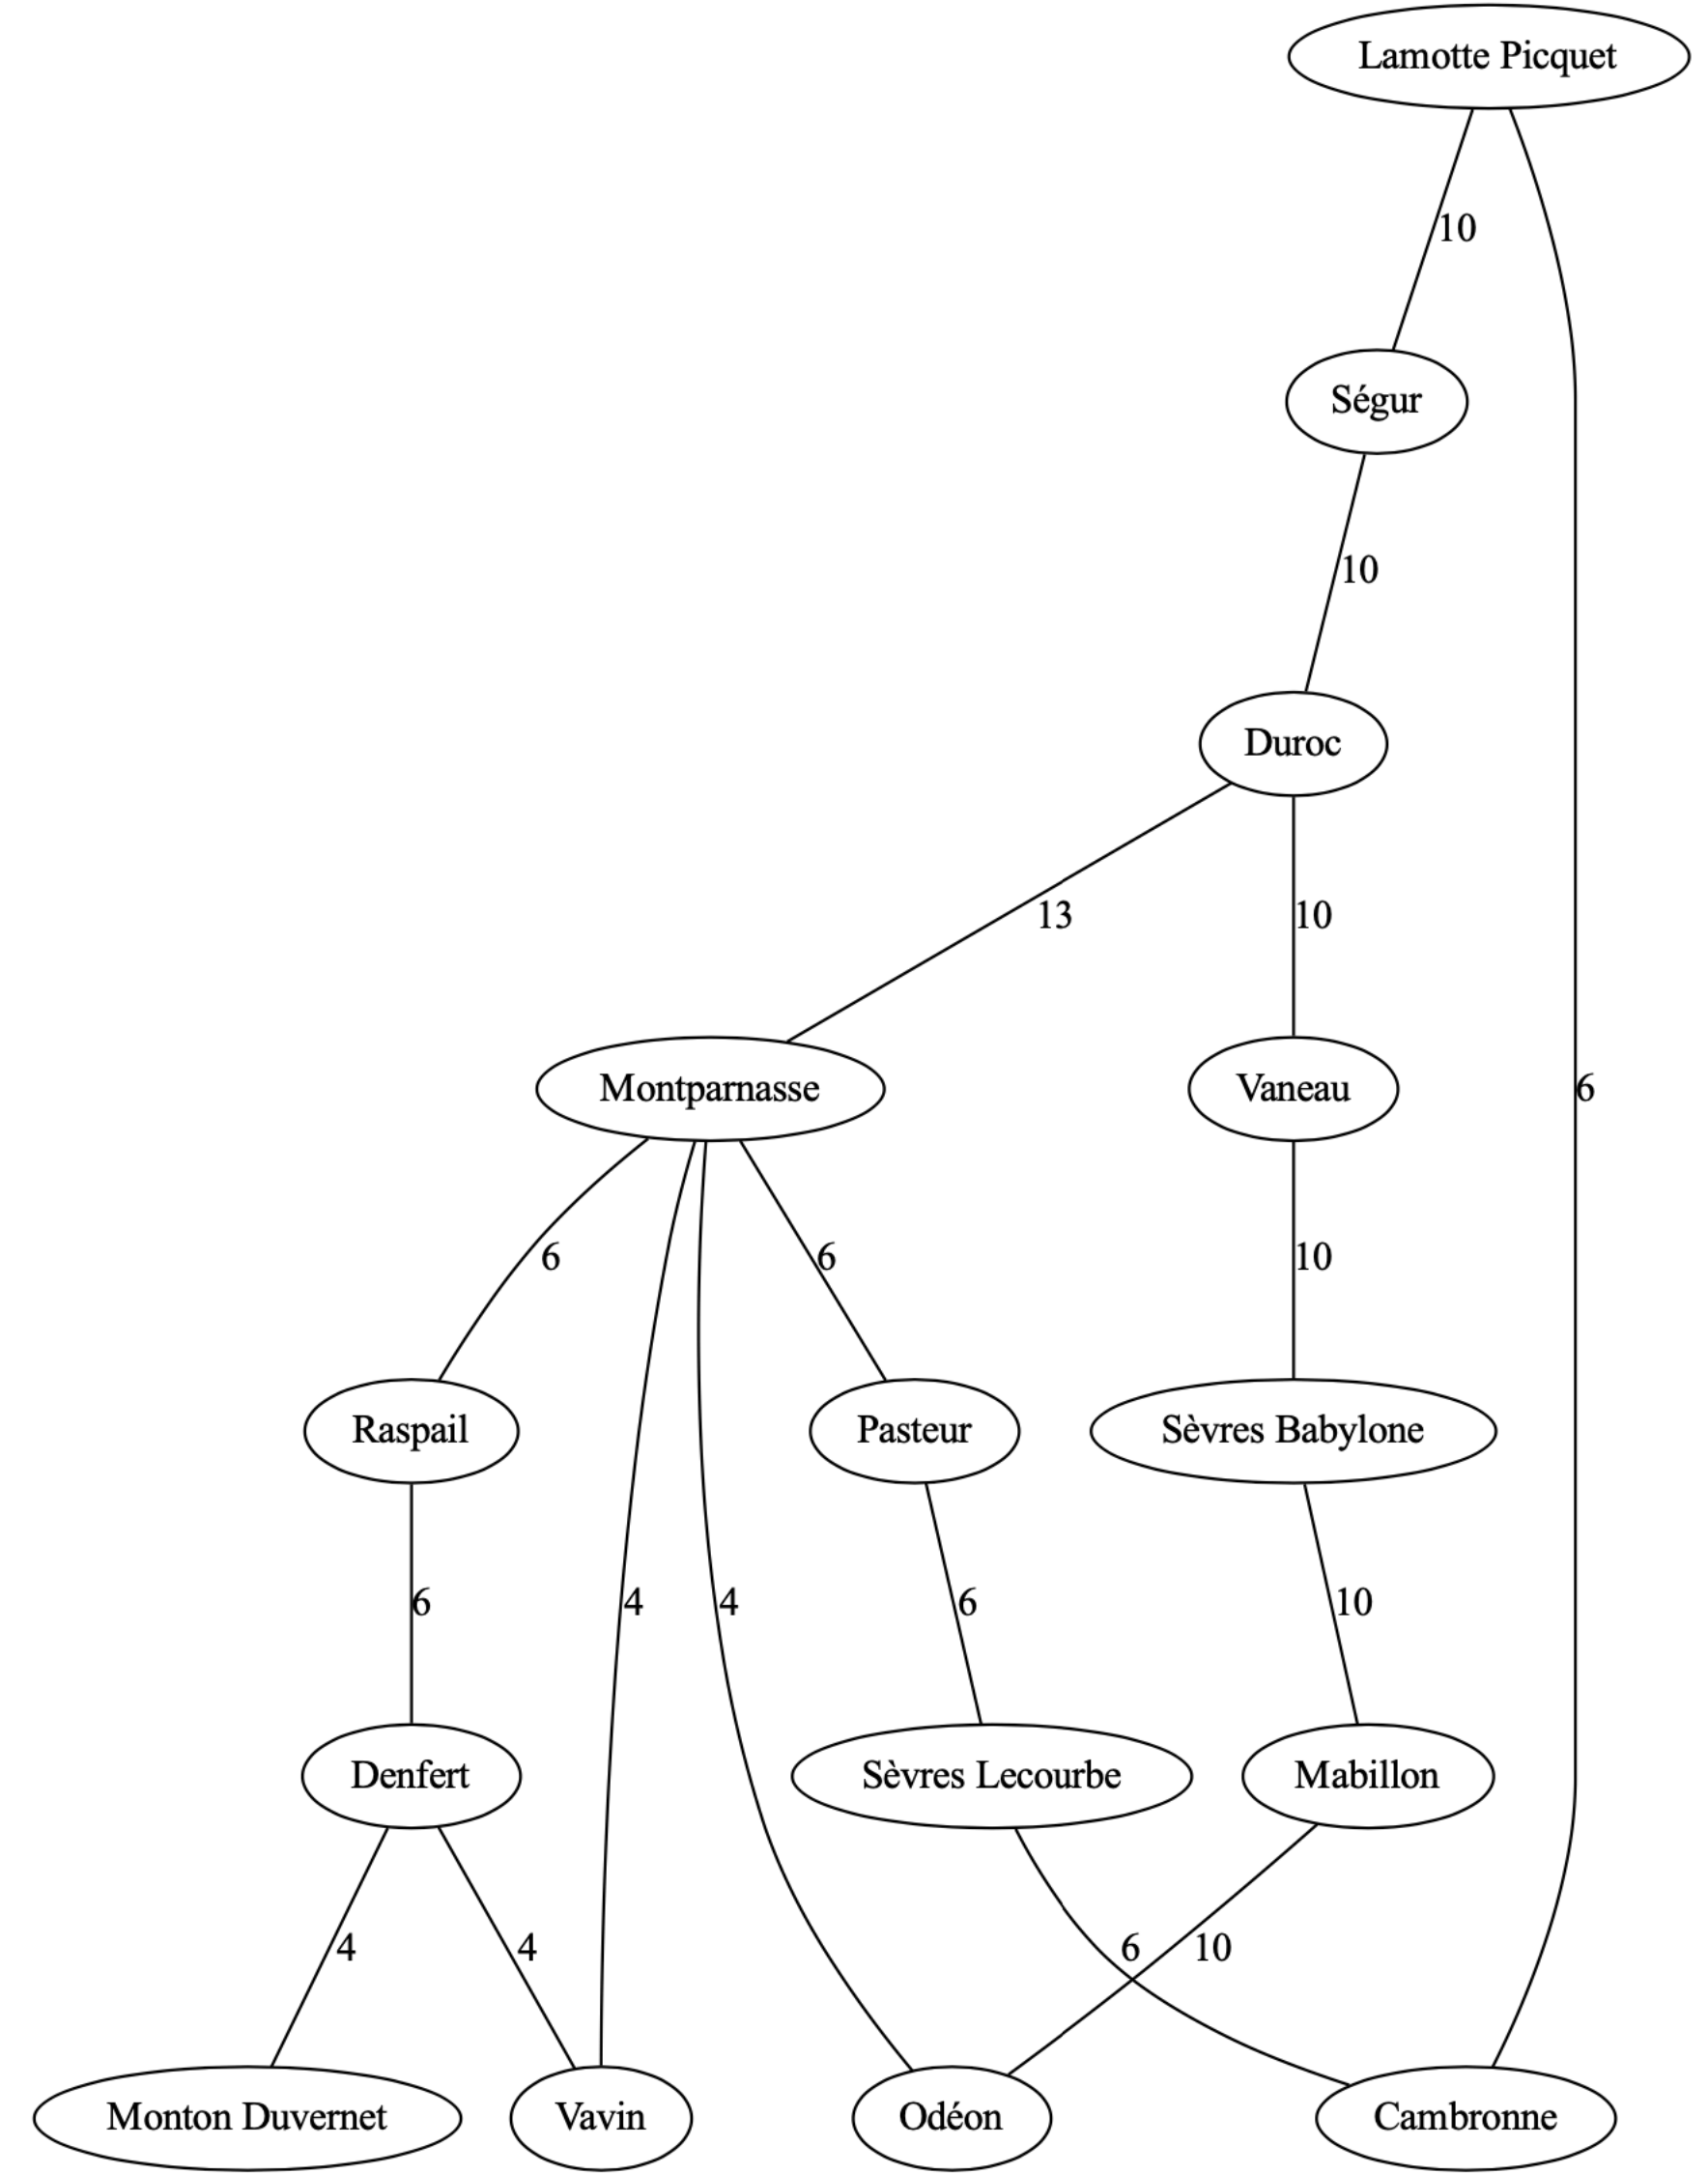 Lamotte Picquet
10
Ségur
10
Duroc
13
10
Montparnasse
Vaneau
6
6
6
10
Raspail
Pasteur
Sèvres Babylone
6
4
4
6
10
Denfert
Sèvres Lecourbe
Mabillon
4
4
6
10
Monton Duvernet
Vavin
Odéon
Cambronne